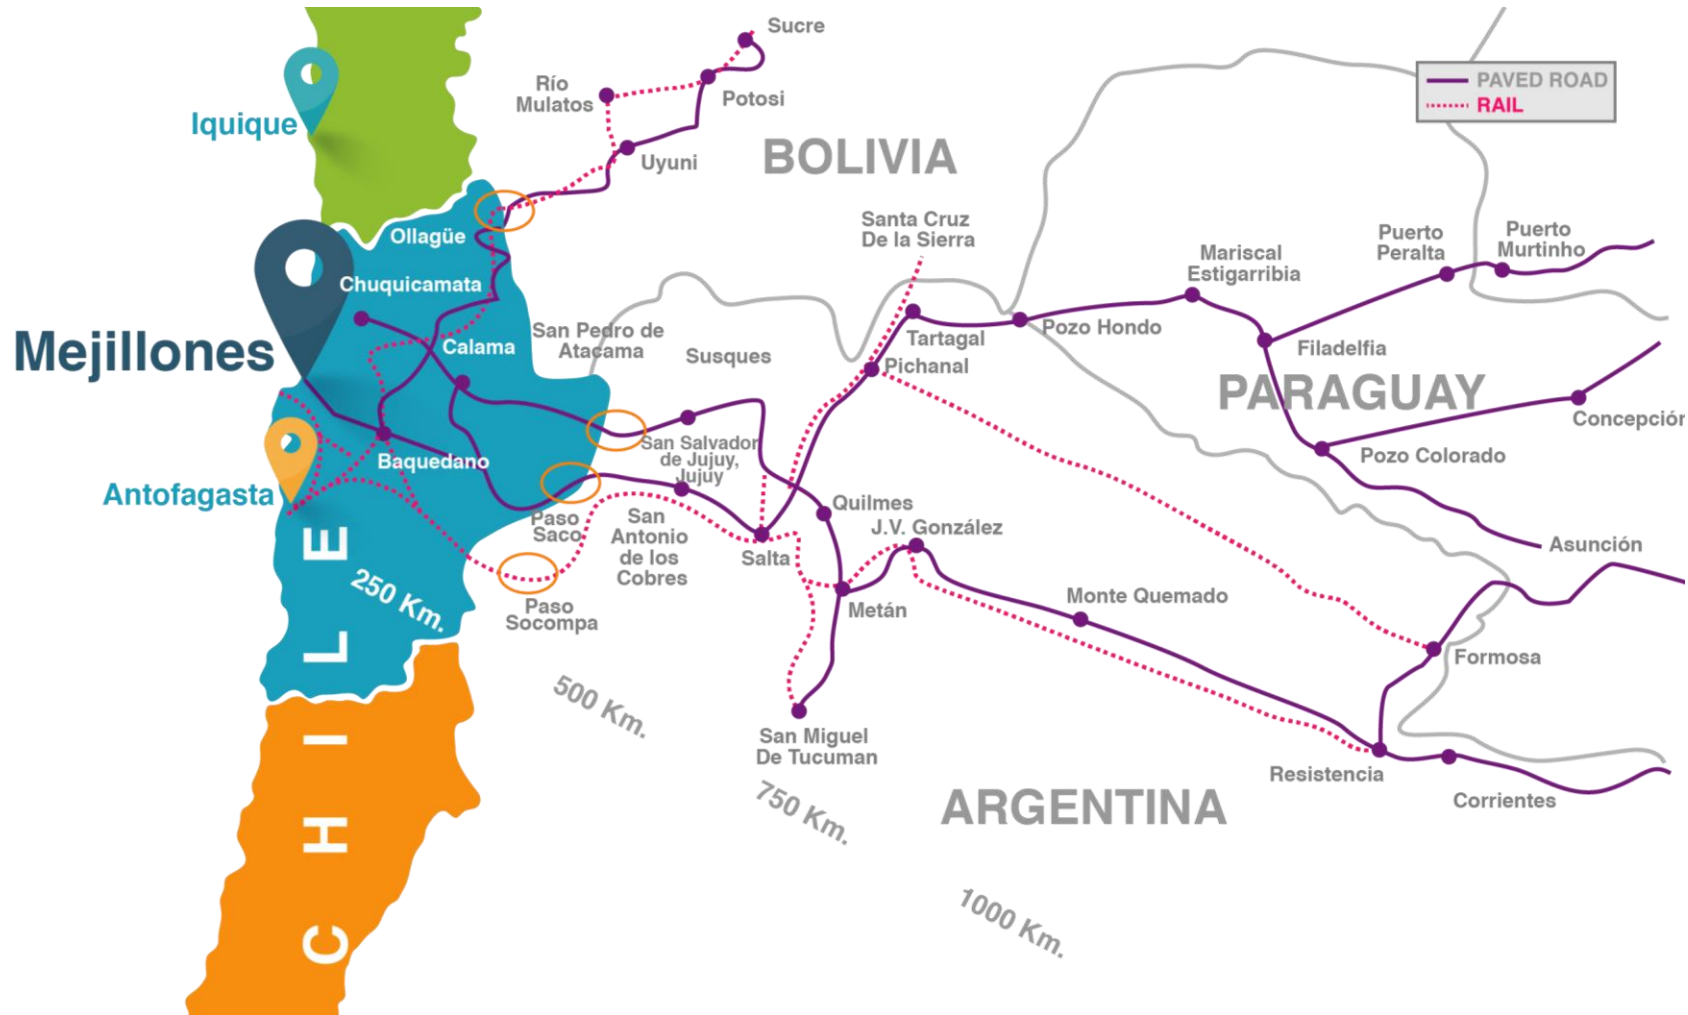 Sucre
Río
Mulatos
Potosi
PAVED ROAD
RAIL
Iquique
BOLIVIA
Uyuni
Santa Cruz
De la Sierra
Ollagüe
Puerto
Peralta
Puerto
Murtinho
Mariscal
Estigarribia
Chuquicamata
Mejillones
San Pedro de
Atacama
Susques
Calama
Tartagal
Pozo Hondo
Filadelfia
Pichanal
PARAGUAY
Concepción
San Salvador
de Jujuy,
Jujuy
Baquedano
Pozo Colorado
Antofagasta
Quilmes
J.V. González
Paso
Saco
San
Antonio
de los
Cobres
Salta
Asunción
CHILE
250 Km.
Paso
Socompa
Metán
Monte Quemado
Formosa
500 Km.
San Miguel
De Tucuman
Resistencia
Corrientes
750 Km.
ARGENTINA
1000 Km.